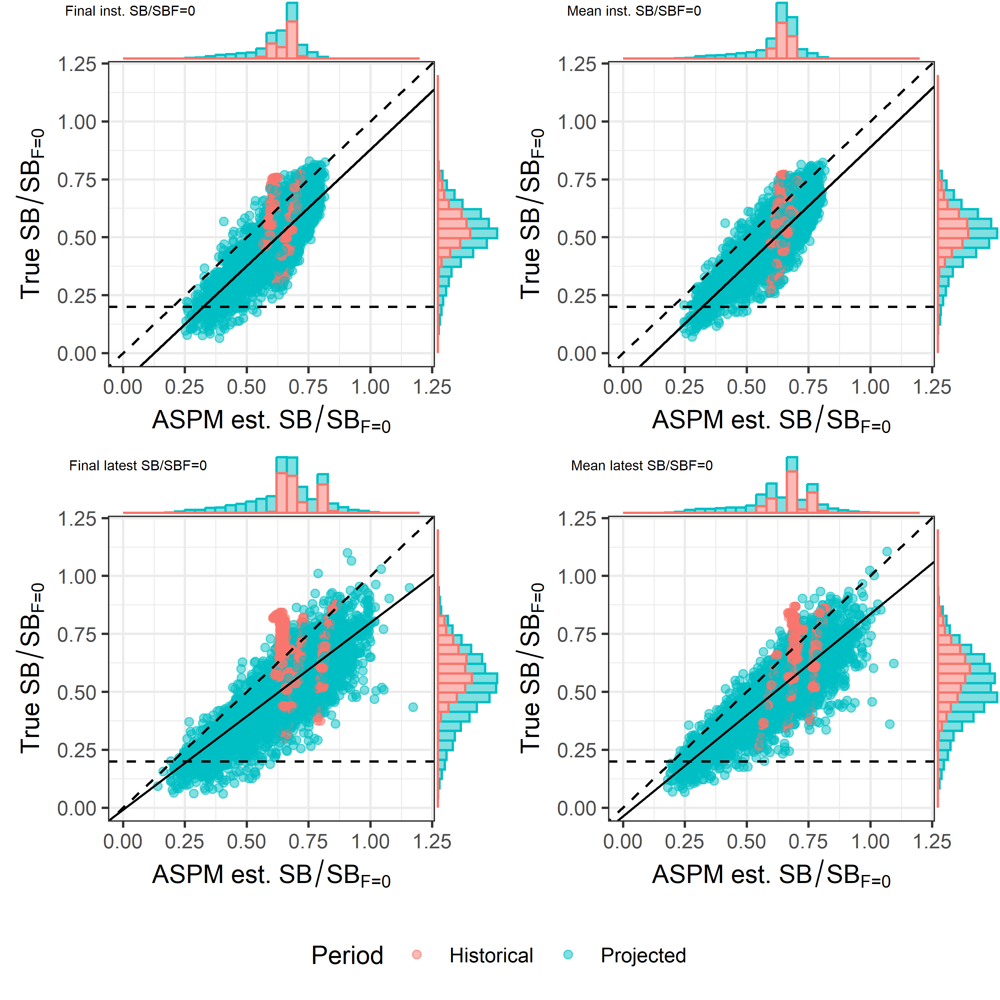 Final inst. SB/SBF=0
1.25
1.00
0.75
0.50
0.25
0.00
True SB/SBF=0
0.00 0.25 0.50 0.75 1.00 1.25
ASPM est. SB/SBF=0
Mean inst. SB/SBF=0
1.25
1.00
0.75
0.50
0.25
0.00
True SB/SBF=0
0.00 0.25 0.50 0.75 1.00 1.25
ASPM est. SB/SBF=0
Final latest SB/SBF=0
1.25
1.00
0.75
0.50
0.25
0.00
True SB/SBF=0
0.00 0.25 0.50 0.75 1.00 1.25
ASPM est. SB/SBF=0
Mean latest SB/SBF=0
1.25
1.00
0.75
0.50
0.25
0.00
True SB/SBF=0
0.00 0.25 0.50 0.75 1.00 1.25
ASPM est. SB/SBF=0
Period Historical Projected